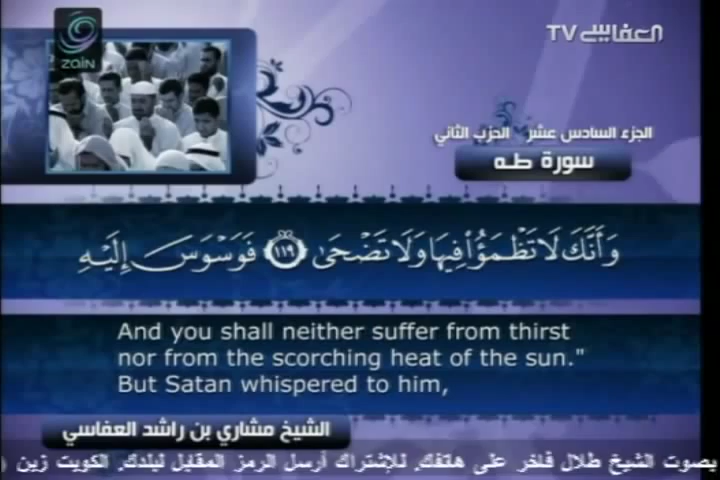 zain
العفاسي TV
الجزء السادس عشر الحزب الثاني
سورة طه
وَأَنَّكَ لَا تَظْمَؤُا۟ فِيهَا وَلَا تَضْحَىٰ ١١٩ فَوَسْوَسَ إِلَيْهِ
And you shall neither suffer from thirst
nor from the scorching heat of the sun."
But Satan whispered to him,
الشيخ مشاري بن راشد العفاسي
بصوت الشيخ طلال فاخر على هاتفك, للإشتراك أرسل الرمز المقابل لبلدك, الكويت زين (